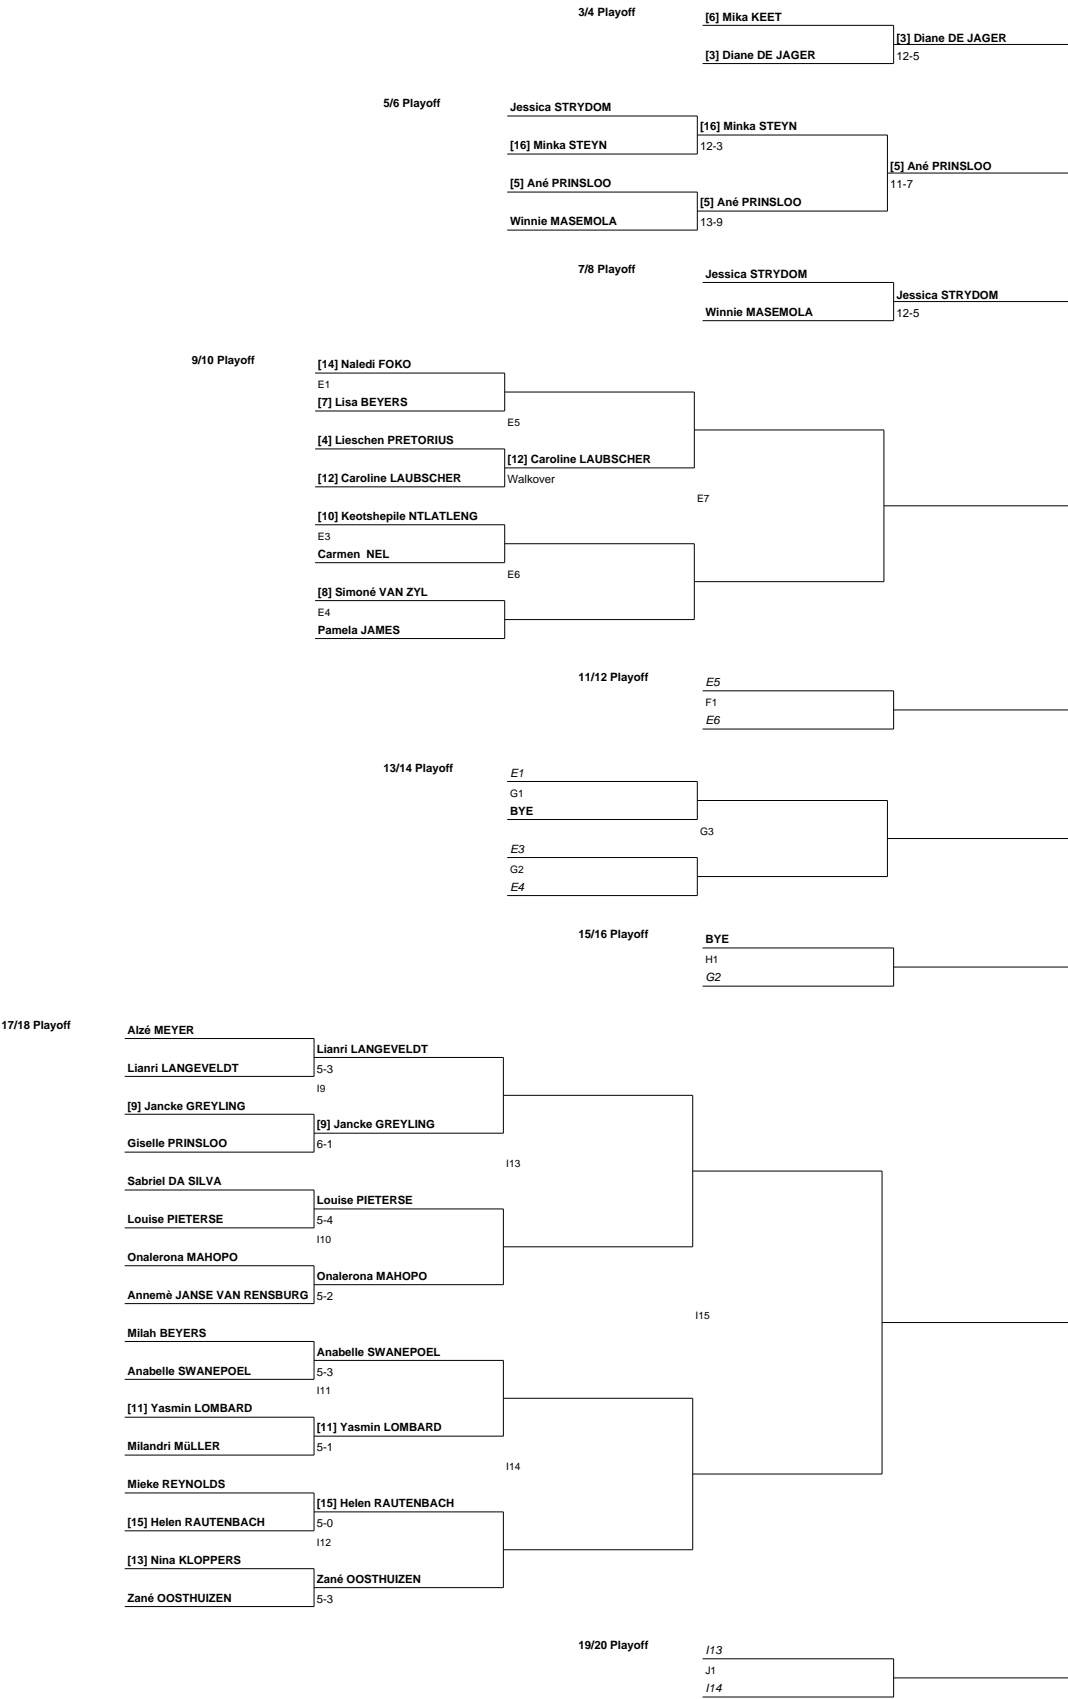 3/4 Playoff
[6] Mika KEET
[3] Diane DE JAGER
[3] Diane DE JAGER
12-5
5/6 Playoff
Jessica STRYDOM
[16] Minka STEYN
[16] Minka STEYN
12-3
[5] Ané PRINSLOO
11-7
[5] Ané PRINSLOO
[5] Ané PRINSLOO
Winnie MASEMOLA
13-9
7/8 Playoff
Jessica STRYDOM
Jessica STRYDOM
Winnie MASEMOLA
12-5
9/10 Playoff
[14] Naledi FOKO
E1
[7] Lisa BEYERS
E5
[4] Lieschen PRETORIUS
[12] Caroline LAUBSCHER
[12] Caroline LAUBSCHER
Walkover
E7
[10] Keotshepile NTLATLENG
E3
Carmen  NEL
E6
[8] Simoné VAN ZYL
E4
Pamela JAMES
11/12 Playoff
E5
F1
E6
13/14 Playoff
E1
G1
BYE
G3
E3
G2
E4
15/16 Playoff
BYE
H1
G2
17/18 Playoff
Alzé MEYER
Lianri LANGEVELDT
Lianri LANGEVELDT
5-3
I9
[9] Jancke GREYLING
[9] Jancke GREYLING
Giselle PRINSLOO
6-1
I13
Sabriel DA SILVA
Louise PIETERSE
Louise PIETERSE
5-4
I10
Onalerona MAHOPO
Onalerona MAHOPO
Annemè JANSE VAN RENSBURG
5-2
I15
Milah BEYERS
Anabelle SWANEPOEL
Anabelle SWANEPOEL
5-3
I11
[11] Yasmin LOMBARD
[11] Yasmin LOMBARD
Milandri MüLLER
5-1
I14
Mieke REYNOLDS
[15] Helen RAUTENBACH
[15] Helen RAUTENBACH
5-0
I12
[13] Nina KLOPPERS
Zané OOSTHUIZEN
Zané OOSTHUIZEN
5-3
19/20 Playoff
I13
J1
I14